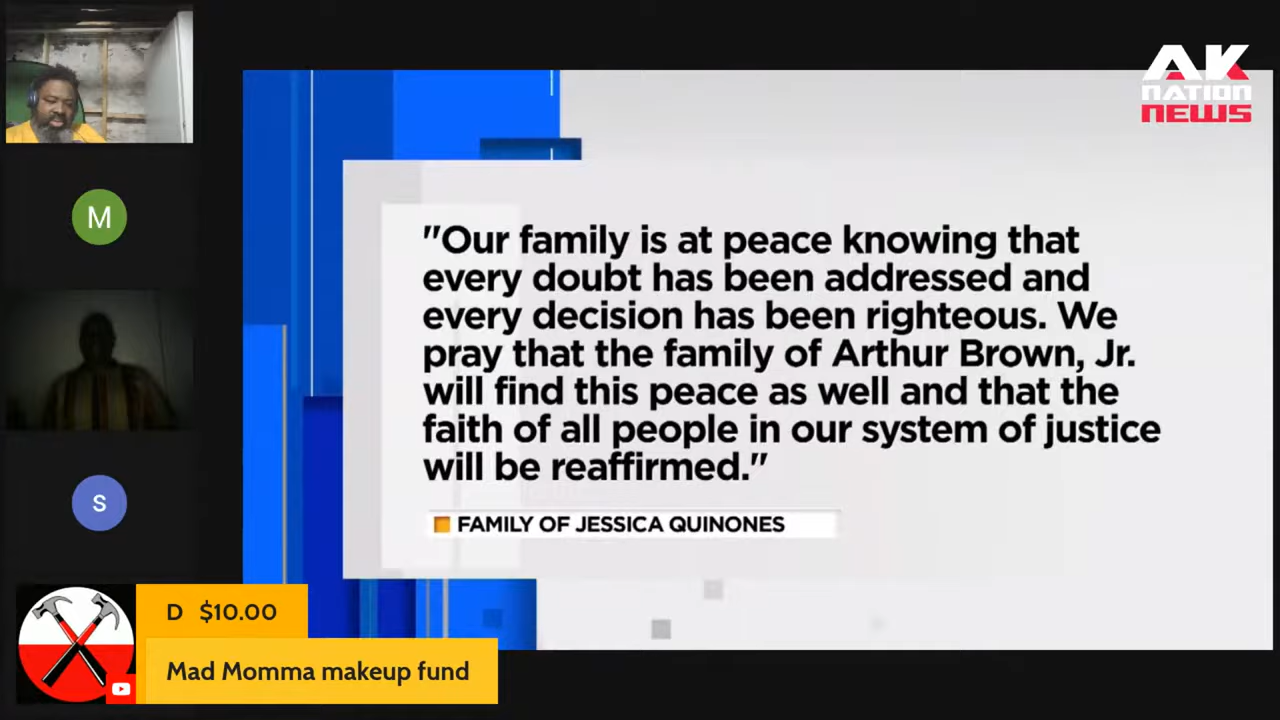 AK
NATION
NEWS
M
"Our family is at peace knowing that
every doubt has been addressed and
every decision has been righteous. We
pray that the family of Arthur Brown, Jr.
will find this peace as well and that the
faith of all people in our system of justice
will be reaffirmed."
S
FAMILY OF JESSICA QUINONES
D $10.00
Mad Momma makeup fund